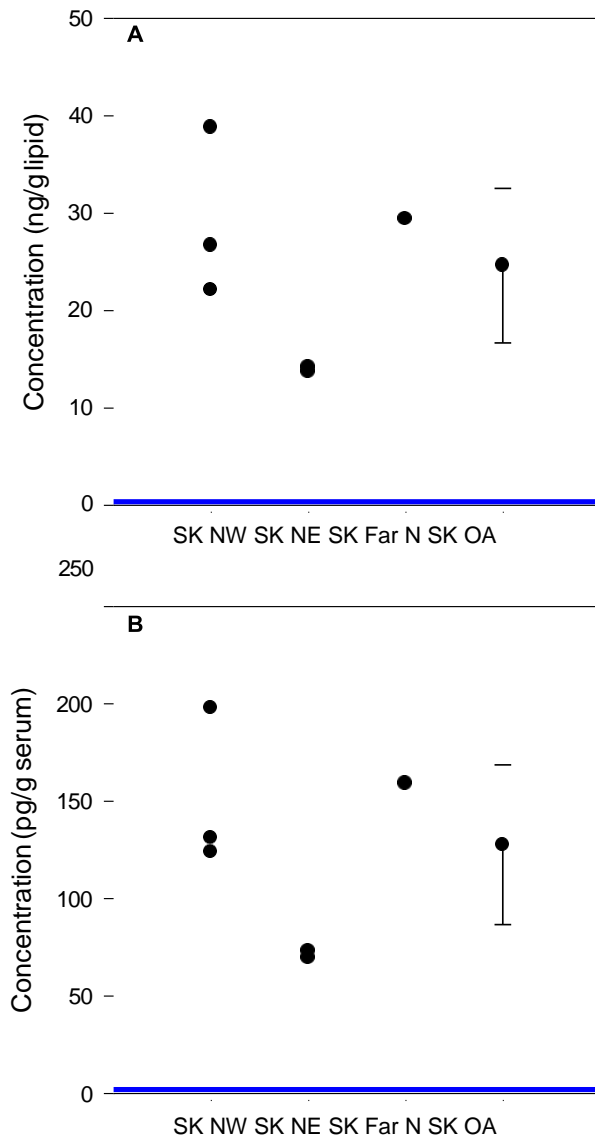 50
A
40
30
20
10
0
Concentration (ng/g lipid)
SK NW SK NE SK Far N SK OA
250
B
200
150
100
50
0
Concentration (pg/g serum)
SK NW SK NE SK Far N SK OA